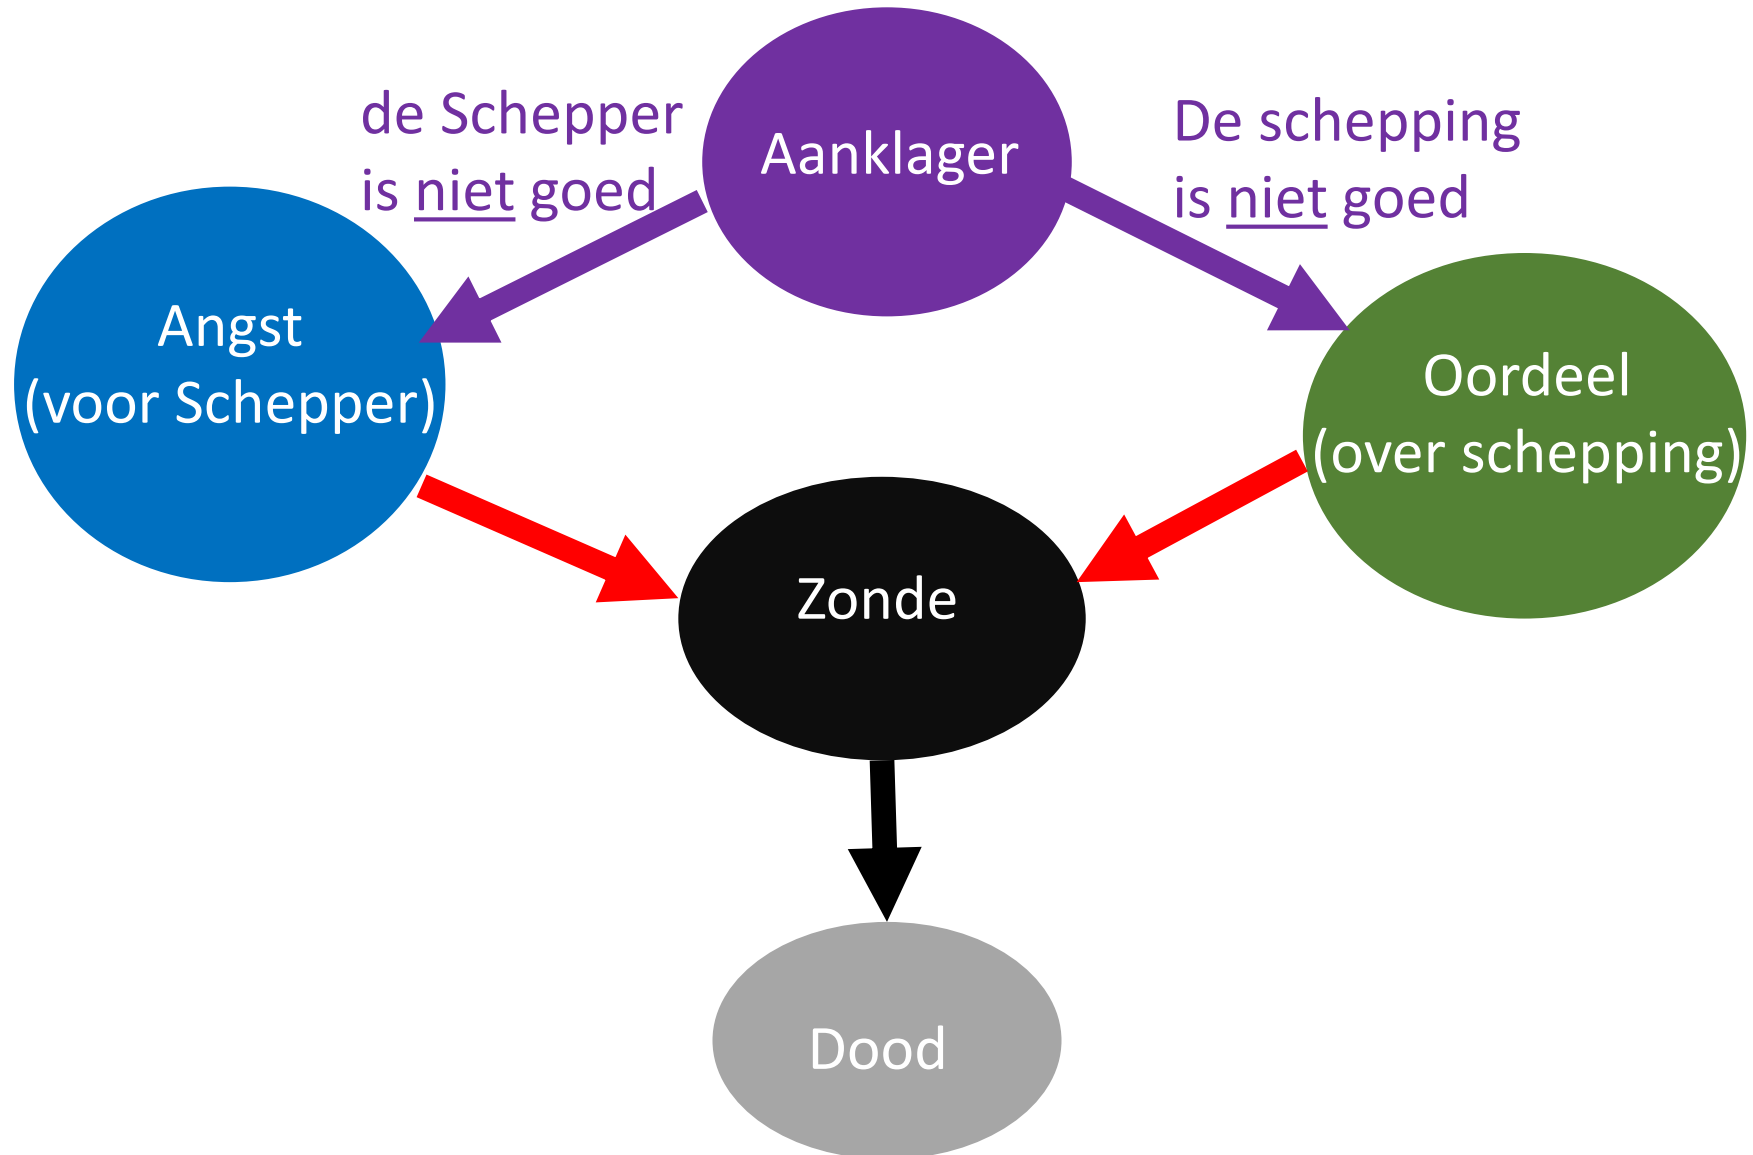 de Schepper
is niet goed
Aanklager
De schepping
is niet goed
Angst
(voor Schepper)
Oordeel
(over schepping)
Zonde
Dood